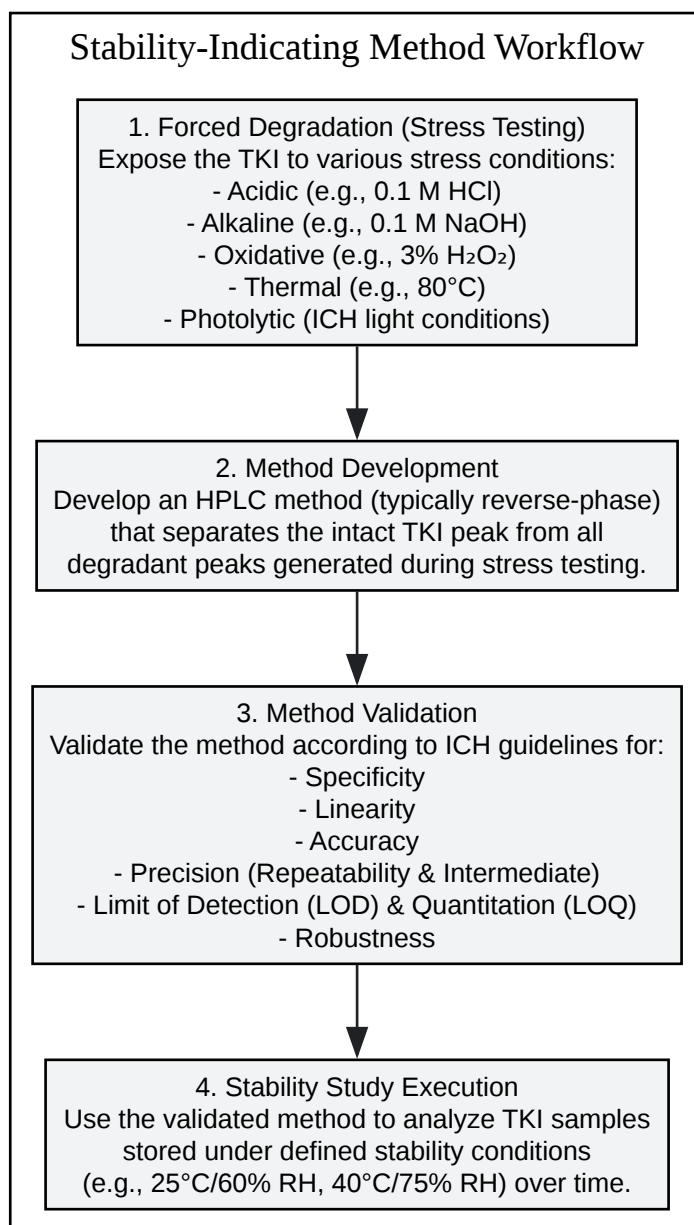 Stability-Indicating Method Workflow
1. Forced Degradation (Stress Testing)
Expose the TKI to various stress conditions:
- Acidic (e.g., 0.1 M HCl)
- Alkaline (e.g., 0.1 M NaOH)
- Oxidative (e.g., 3% H₂O₂)
- Thermal (e.g., 80°C)
- Photolytic (ICH light conditions)
2. Method Development
Develop an HPLC method (typically reverse-phase)
that separates the intact TKI peak from all
degradant peaks generated during stress testing.
3. Method Validation
Validate the method according to ICH guidelines for:
- Specificity
- Linearity
- Accuracy
- Precision (Repeatability & Intermediate)
- Limit of Detection (LOD) & Quantitation (LOQ)
- Robustness
4. Stability Study Execution
Use the validated method to analyze TKI samples
stored under defined stability conditions
(e.g., 25°C/60% RH, 40°C/75% RH) over time.